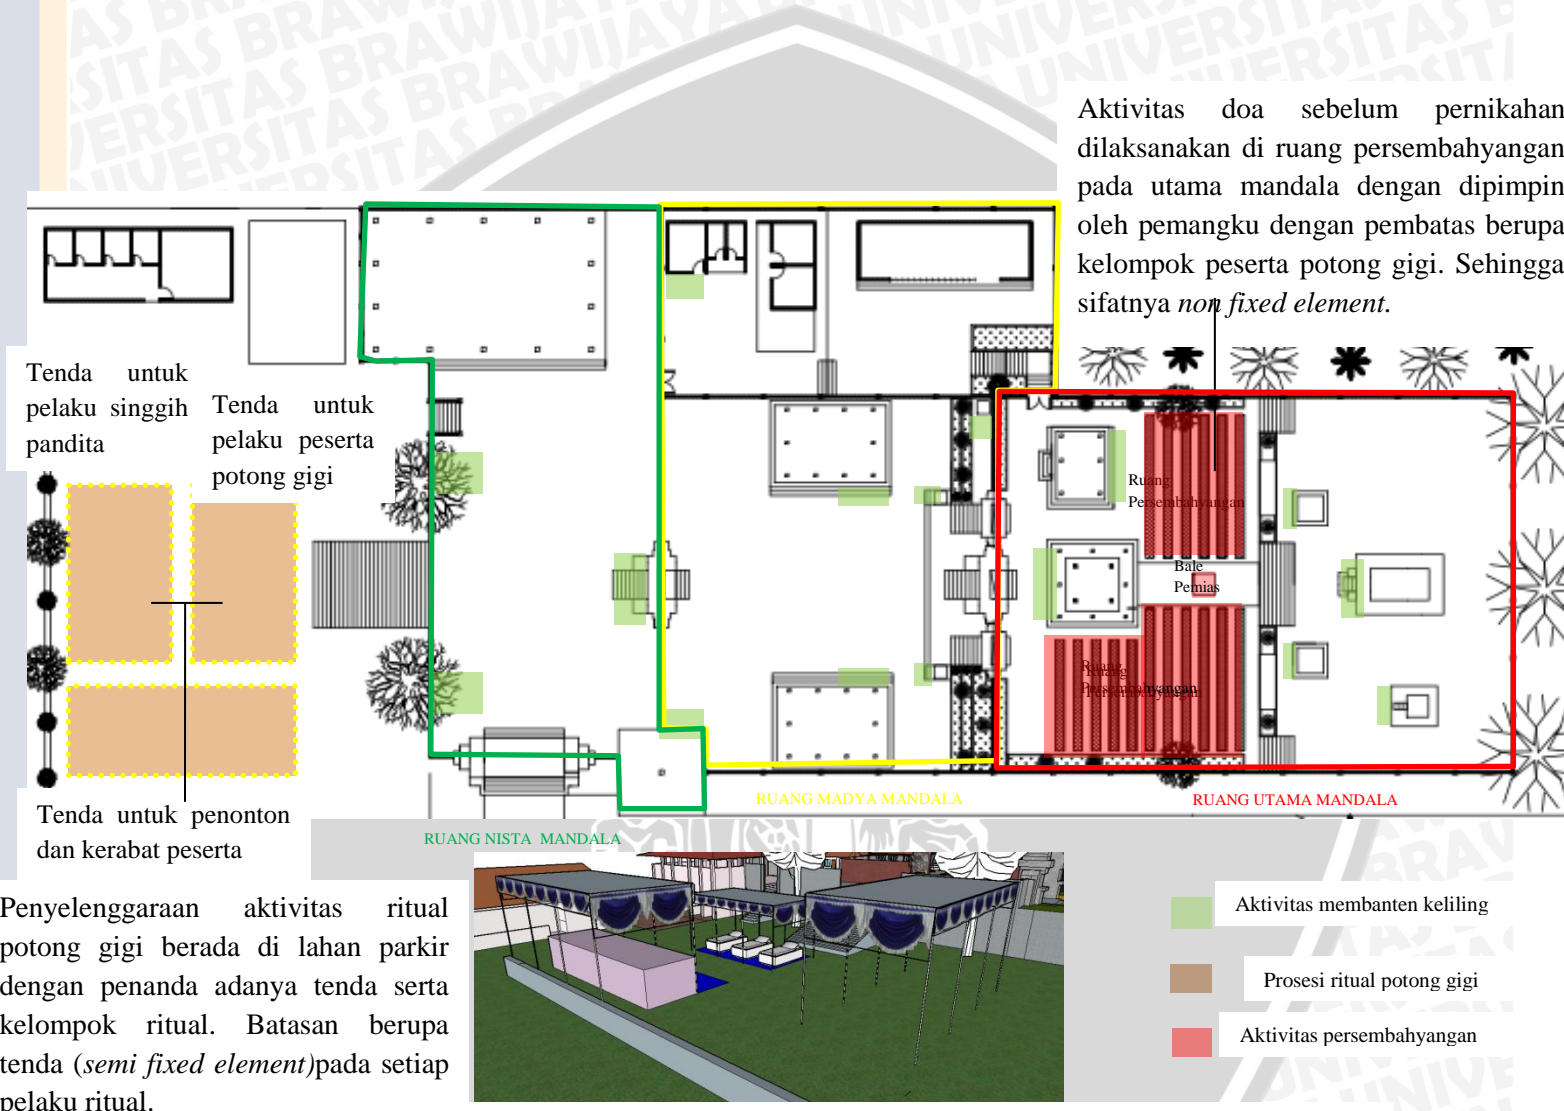 Aktivitas doa sebelum pernikahan
dilaksanakan di ruang persembahyangan
pada utama mandala dengan dipimpin
oleh pemangku dengan pembatas berupa
kelompok peserta potong gigi. Sehingga
sifatnya non fixed element.
Tenda untuk
pelaku singgih
pandita
Tenda untuk
pelaku peserta
potong gigi
Ruang
Persembahyangan
Bale
Pemias
Ruang
Persembahyangan
Ruang
Persembahyangan
RUANG MADYA MANDALA
RUANG UTAMA MANDALA
RUANG NISTA MANDALA
Tenda untuk penonton
dan kerabat peserta
Penyelenggaraan aktivitas ritual
potong gigi berada di lahan parkir
dengan penanda adanya tenda serta
kelompok ritual. Batasan berupa
tenda (semi fixed element)pada setiap
pelaku ritual.
Aktivitas membanten keliling
Prosesi ritual potong gigi
Aktivitas persembahyangan